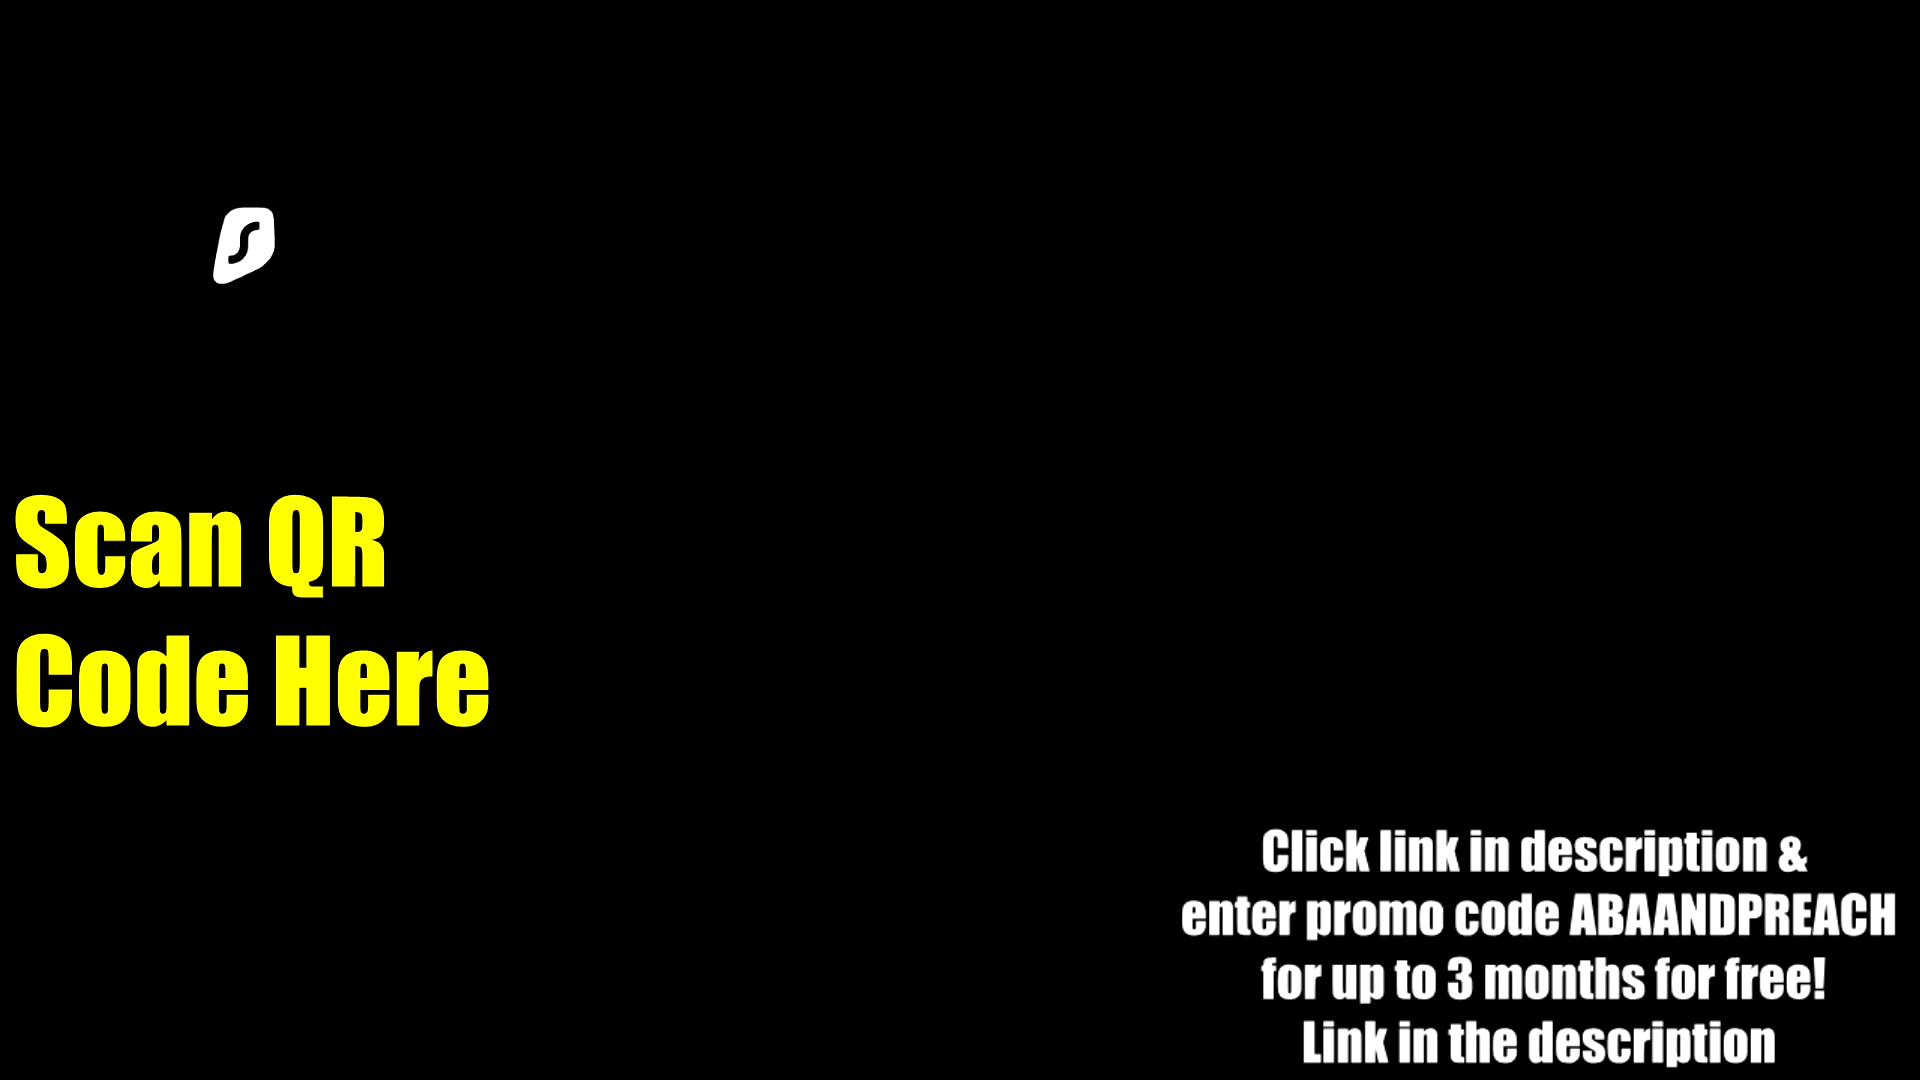 Scan QR
Code Here
Click link in description &
enter promo code ABAANDPREACH
for up to 3 months for free!
Link in the description